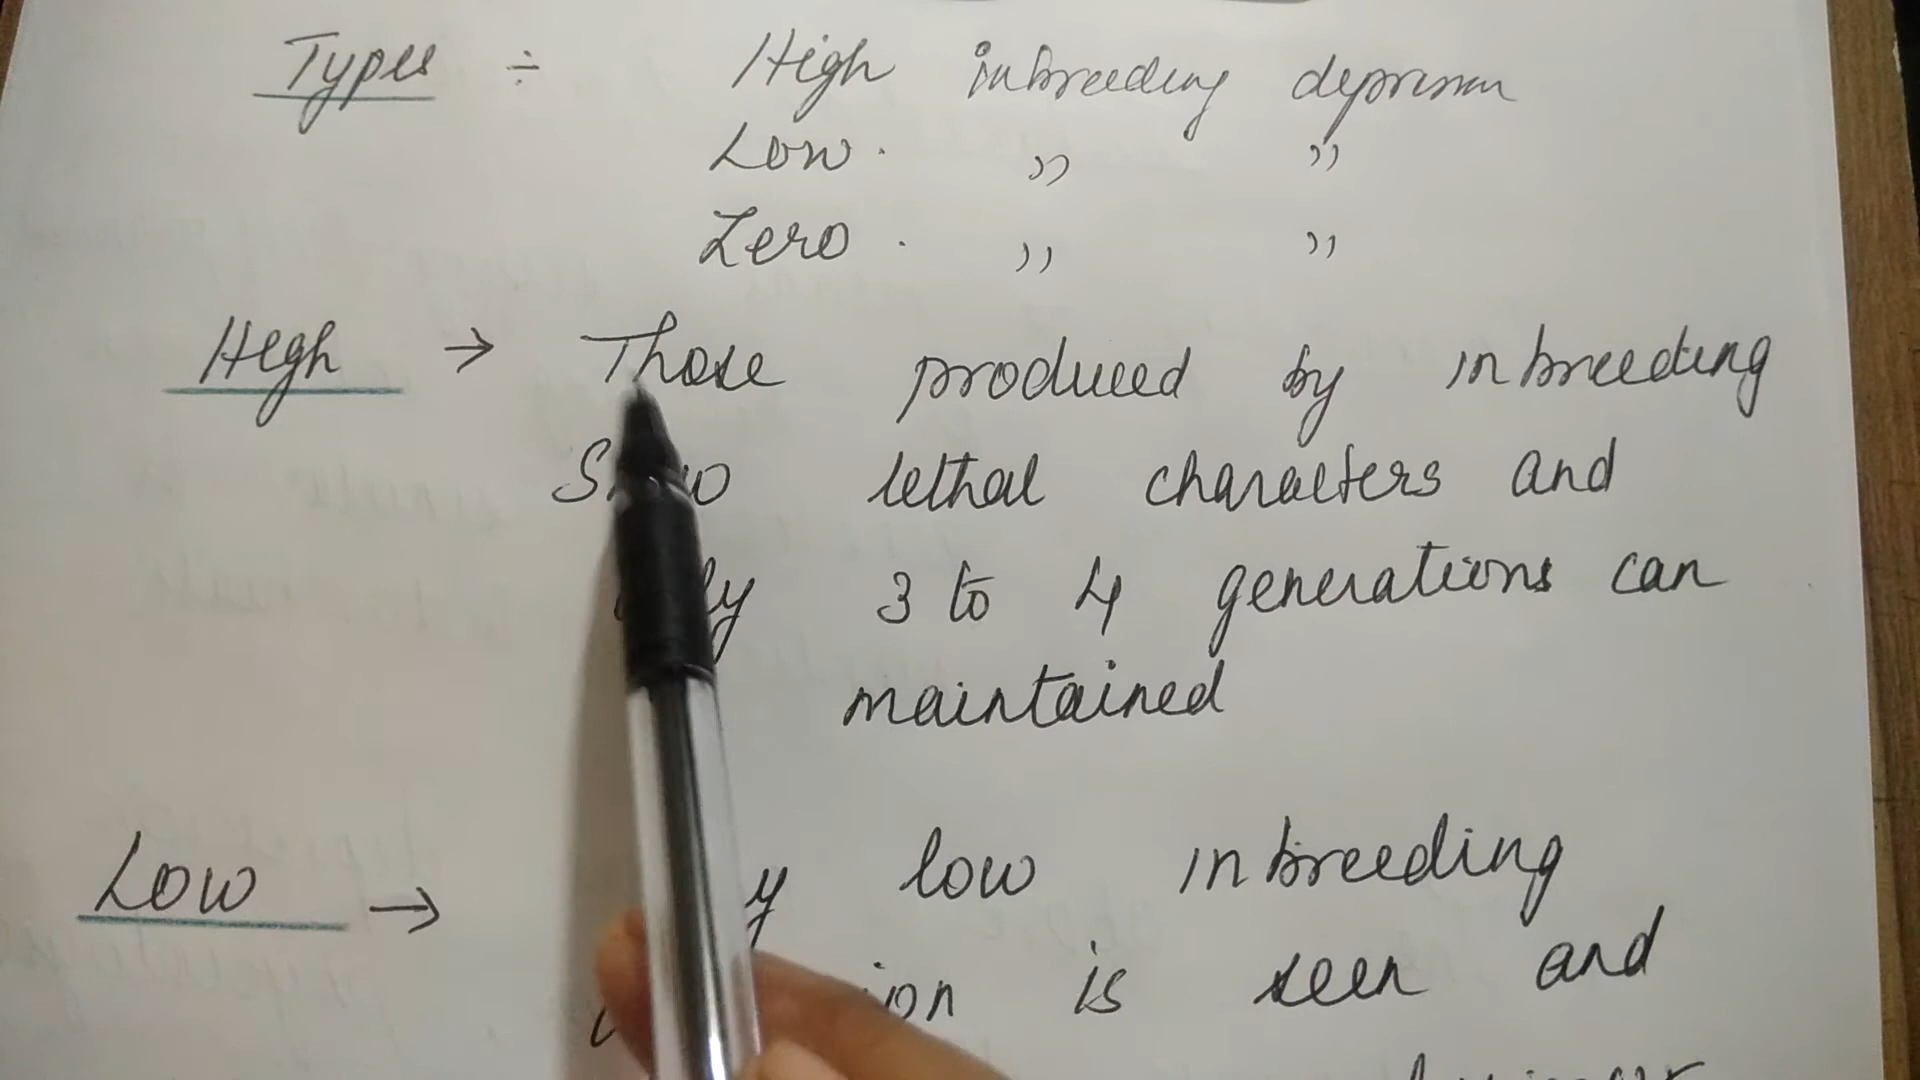 Types ÷ High inbreeding depression
Low. " "
Zero. " "
High → Those produced by inbreeding
lethal characters and
3 to 4 generations can
maintained
Low → low inbreeding
is seen and